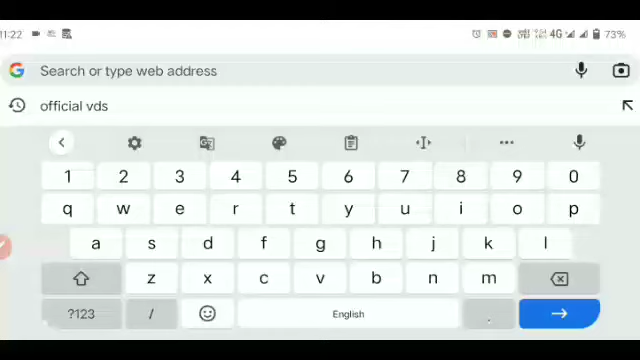 11:22 4G 73%
Search or type web address
official vds
1 2 3 4 5 6 7 8 9 0
q w e r t y u i o p
a s d f g h j k l
z x c v b n m
?123 / English .